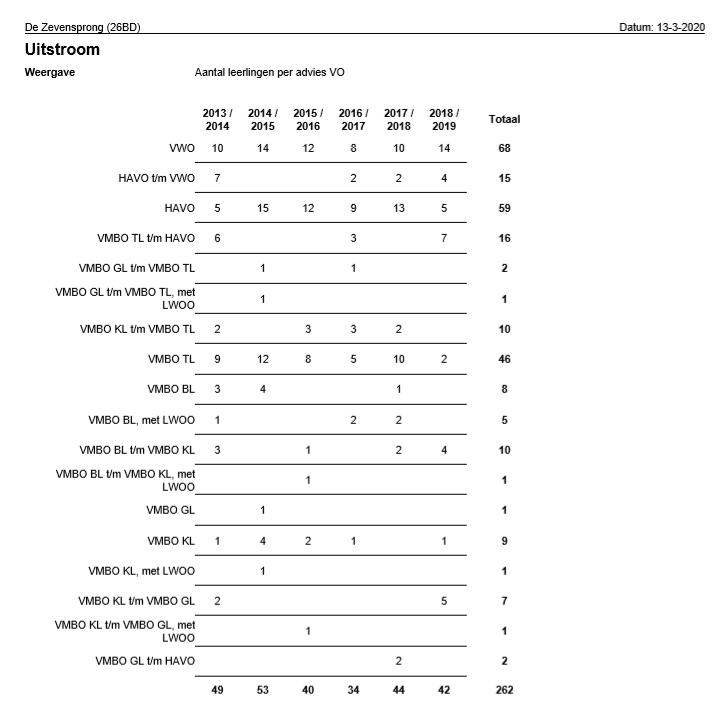 De Zevensprong (26BD) Datum: 13-3-2020
Uitstroom
Weergave Aantal leerlingen per advies VO
2013 / 2014 / 2015 / 2016 / 2017 / 2018 /
2014 2015 2016 2017 2018 2019 Totaal
VWO 10 14 12 8 10 14 68
HAVO t/m VWO 7 2 2 4 15
HAVO 5 15 12 9 13 5 59
VMBO TL t/m HAVO 6 3 7 16
VMBO GL t/m VMBO TL 1 1 2
VMBO GL t/m VMBO TL, met
LWOO 1 1
VMBO KL t/m VMBO TL 2 3 3 2 10
VMBO TL 9 12 8 5 10 2 46
VMBO BL 3 4 1 8
VMBO BL, met LWOO 1 2 2 5
VMBO BL t/m VMBO KL 3 1 2 4 10
VMBO BL t/m VMBO KL, met
LWOO 1 1
VMBO GL 1 1
VMBO KL 1 4 2 1 1 9
VMBO KL, met LWOO 1 1
VMBO KL t/m VMBO GL 2 5 7
VMBO KL t/m VMBO GL, met
LWOO 1 1
VMBO GL t/m HAVO 2 2
49 53 40 34 44 42 262